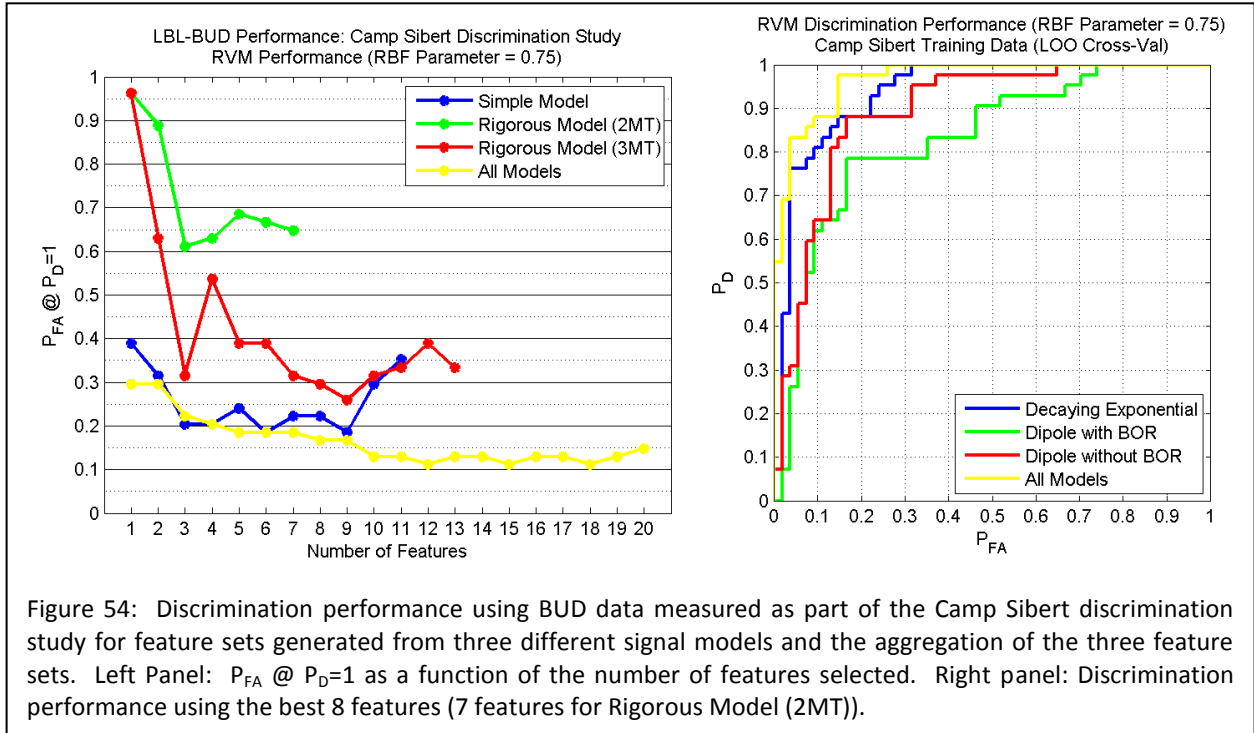 LBL-BUD Performance: Camp Sibert Discrimination Study
RVM Performance (RBF Parameter = 0.75)
1
0.9
0.8
0.7
0.6
0.5
0.4
0.3
0.2
0.1
0
P_FA @ P_D=1
Simple Model
Rigorous Model (2MT)
Rigorous Model (3MT)
All Models
1 2 3 4 5 6 7 8 9 10 11 12 13 14 15 16 17 18 19 20
Number of Features
RVM Discrimination Performance (RBF Parameter = 0.75)
Camp Sibert Training Data (LOO Cross-Val)
1
0.9
0.8
0.7
0.6
0.5
0.4
0.3
0.2
0.1
0
P_D
Decaying Exponential
Dipole with BOR
Dipole without BOR
All Models
0 0.1 0.2 0.3 0.4 0.5 0.6 0.7 0.8 0.9 1
P_FA
Figure 54: Discrimination performance using BUD data measured as part of the Camp Sibert discrimination
study for feature sets generated from three different signal models and the aggregation of the three feature
sets. Left Panel: P_FA @ P_D=1 as a function of the number of features selected. Right panel: Discrimination
performance using the best 8 features (7 features for Rigorous Model (2MT)).